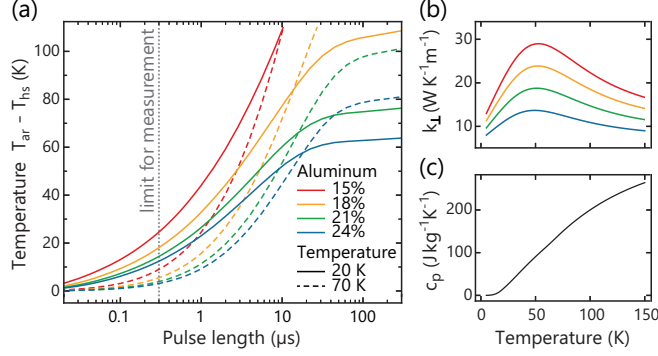 (a)
Temperature T_ar – T_hs (K)
100
80
60
40
20
0
limit for measurement
Aluminum
15%
18%
21%
24%
Temperature
20 K
70 K
0.1
1
10
100
Pulse length (µs)
(b)
k⊥(W K⁻¹m⁻¹)
30
20
10
(c)
c_p (J kg⁻¹K⁻¹)
200
100
0
0
50
100
150
Temperature (K)